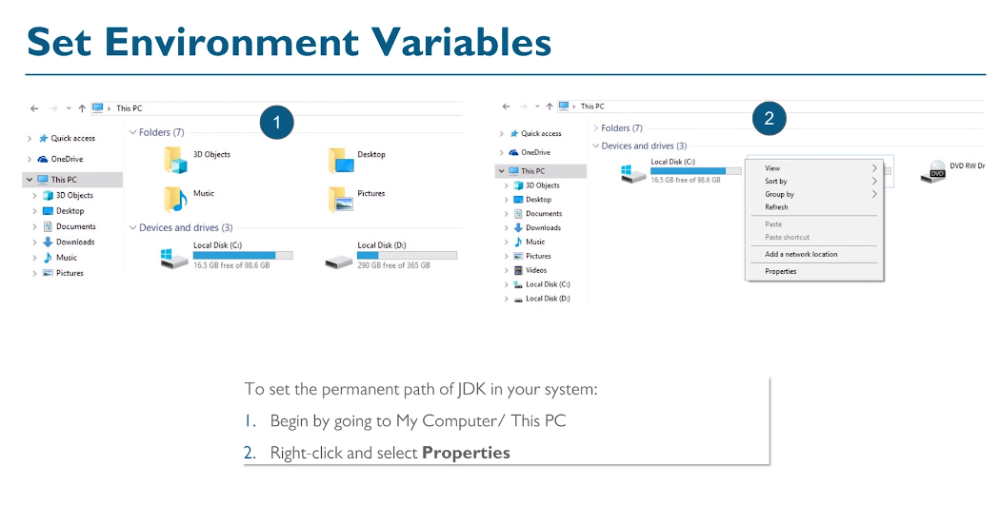 Set Environment Variables
This PC
1
Quick access
OneDrive
This PC
3D Objects
Desktop
Documents
Downloads
Music
Pictures
Folders (7)
3D Objects
Desktop
Music
Pictures
Devices and drives (3)
Local Disk (C:)
16.5 GB free of 98.6 GB
Local Disk (D:)
290 GB free of 365 GB
This PC
2
Quick access
OneDrive
This PC
3D Objects
Desktop
Documents
Downloads
Music
Pictures
Videos
Local Disk (C:)
Local Disk (D:)
Folders (7)
Devices and drives (3)
Local Disk (C:)
16.5 GB free of 98.6 GB
View
Sort by
Group by
Refresh
Paste
Paste shortcut
Add a network location
Properties
DVD
DVD RW Dr
To set the permanent path of JDK in your system:
1. Begin by going to My Computer/ This PC
2. Right-click and select Properties